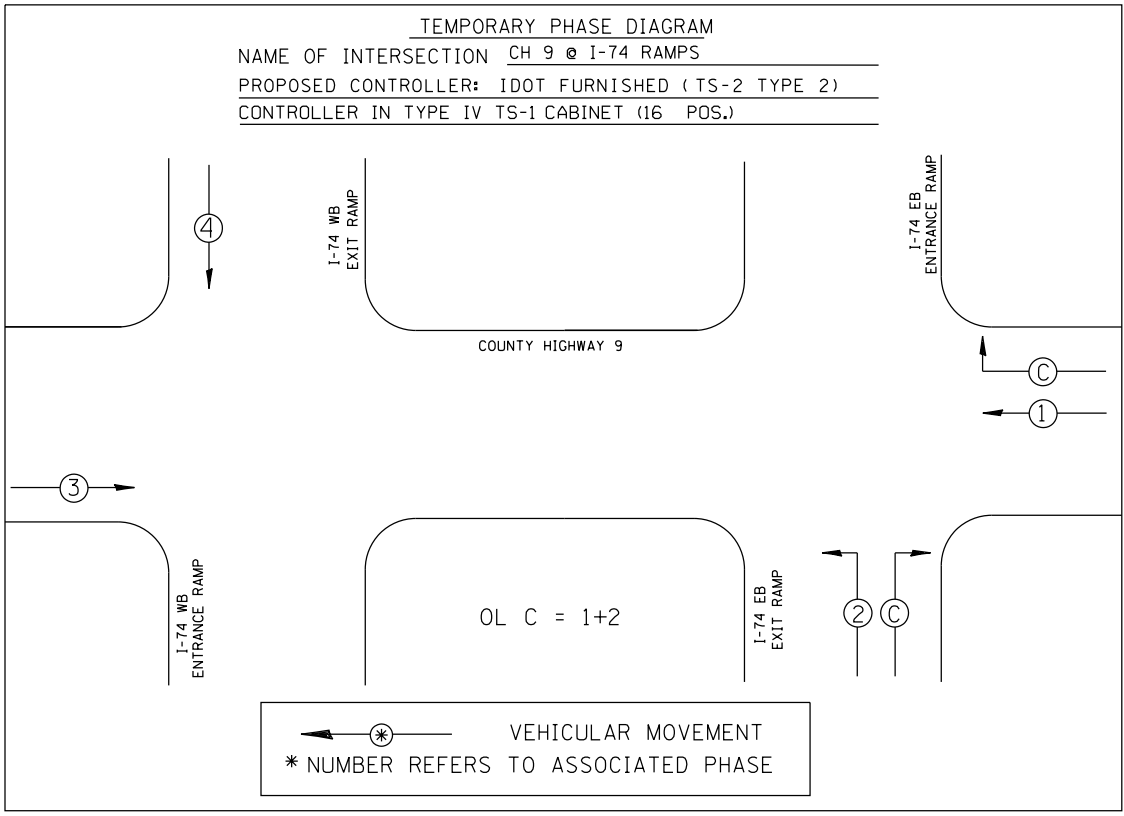 TEMPORARY PHASE DIAGRAM
NAME OF INTERSECTION CH 9 @ I-74 RAMPS
PROPOSED CONTROLLER: IDOT FURNISHED (TS-2 TYPE 2)
CONTROLLER IN TYPE IV TS-1 CABINET (16 POS.)
4
I-74 WB
EXIT RAMP
I-74 EB
ENTRANCE RAMP
COUNTY HIGHWAY 9
C
1
3
I-74 WB
ENTRANCE RAMP
OL C = 1+2
I-74 EB
EXIT RAMP
2
C
* VEHICULAR MOVEMENT
* NUMBER REFERS TO ASSOCIATED PHASE